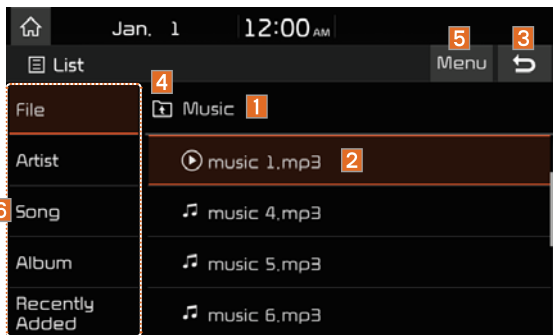 Jan. 1 12:00 AM
List
5
Menu
3
4
File
Music 1
Artist
music 1.mp3 2
6
Song
music 4.mp3
Album
music 5.mp3
Recently
Added
music 6.mp3